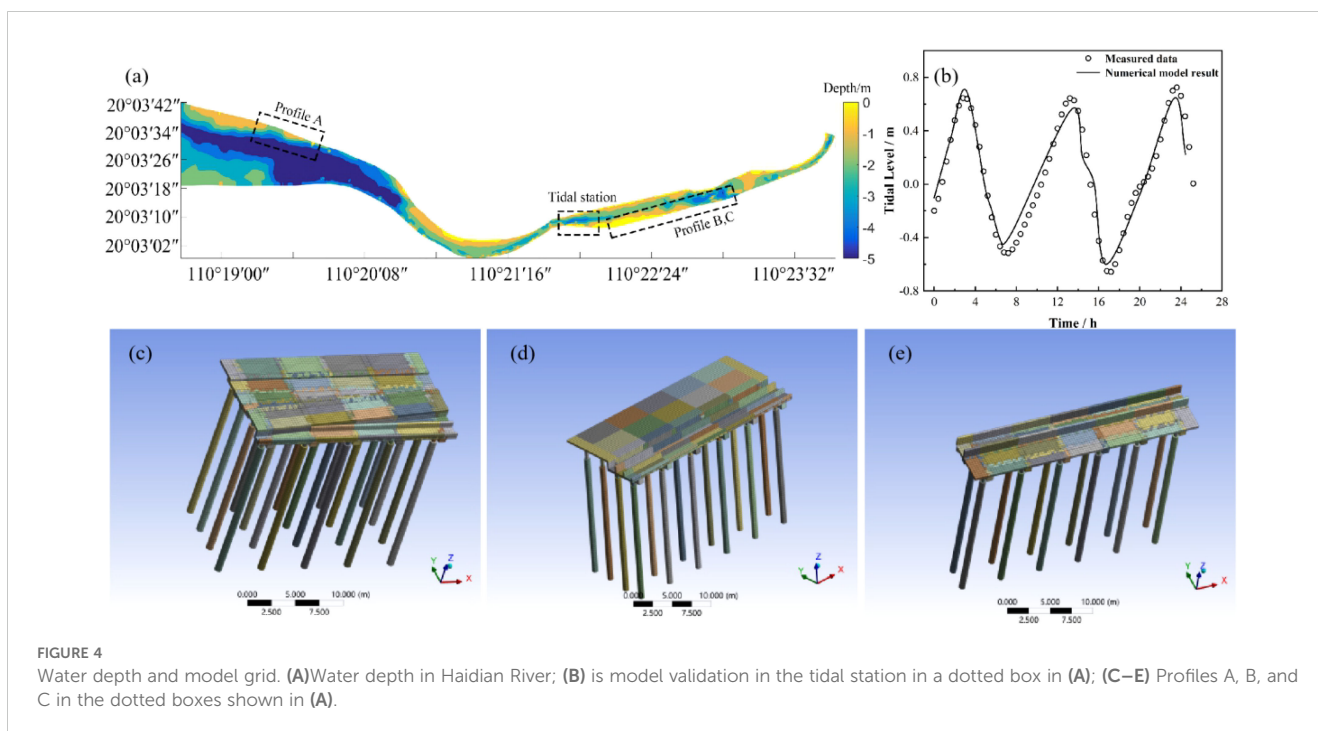 (a)
Depth/m
20°03′42″
20°03′34″
20°03′26″
20°03′18″
20°03′10″
20°03′02″
Profile A
Tidal station
Profile B,C
0
-1
-2
-3
-4
-5
110°19′00″ 110°20′08″ 110°21′16″ 110°22′24″ 110°23′32″
(b)
Measured data
Numerical model result
Tidal Level / m
0.8
0.4
0.0
-0.4
-0.8
0 4 8 12 16 20 24 28
Time / h
(c)
0.000 5.000 10.000 (m)
2.500 7.500
Y Z X
(d)
0.000 5.000 10.000 (m)
2.500 7.500
Y Z X
(e)
0.000 5.000 10.000 (m)
2.500 7.500
Y Z X
FIGURE 4
Water depth and model grid. (A)Water depth in Haidian River; (B) is model validation in the tidal station in a dotted box in (A); (C–E) Profiles A, B, and
C in the dotted boxes shown in (A).